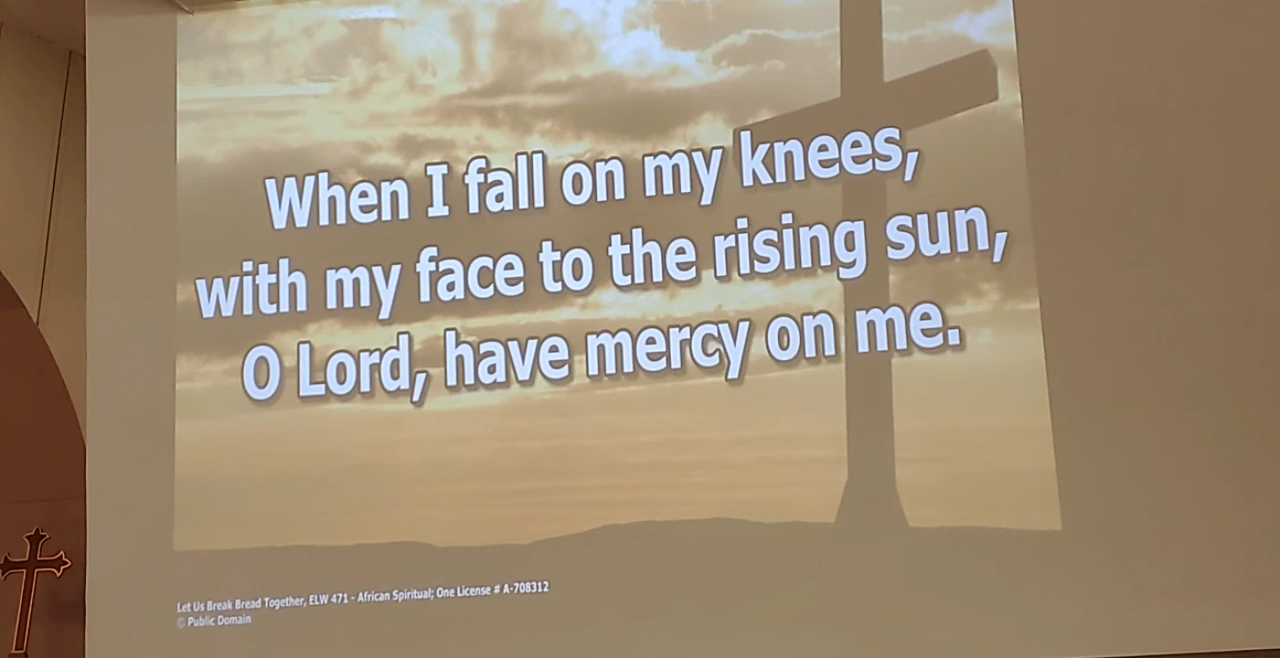 When I fall on my knees,
with my face to the rising sun,
O Lord, have mercy on me.
Let Us Break Bread Together, ELW 471 - African Spiritual; One License # A-708312
© Public Domain